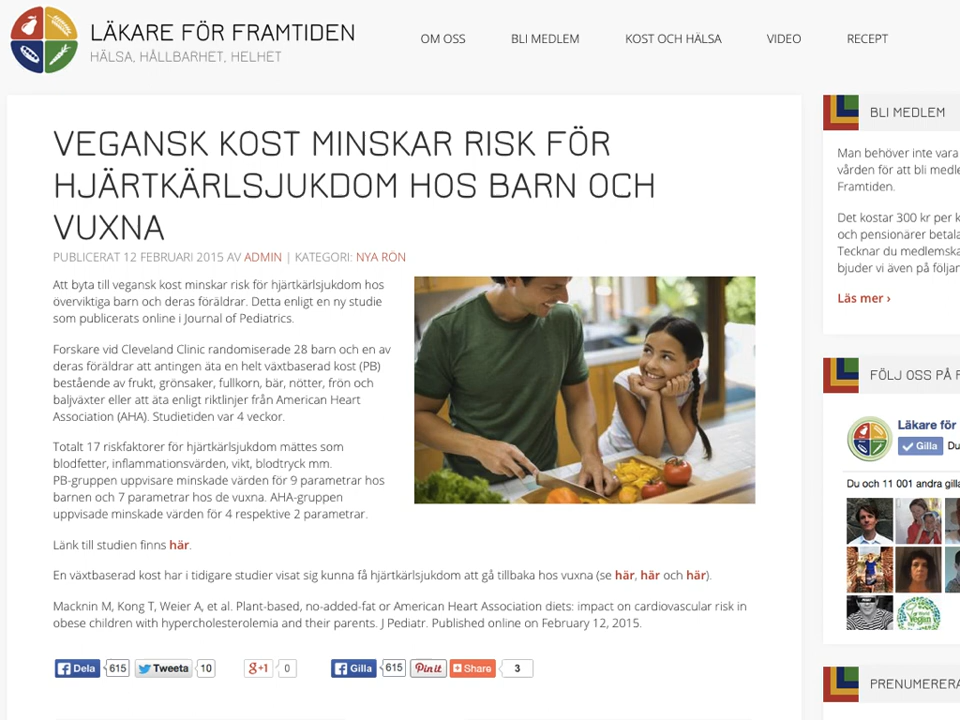 LÄKARE FÖR FRAMTIDEN
HÄLSA, HÅLLBARHET, HELHET
OM OSS
BLI MEDLEM
KOST OCH HÄLSA
VIDEO
RECEPT
VEGANSK KOST MINSKAR RISK FÖR
HJÄRTKÄRLSJUKDOM HOS BARN OCH
VUXNA
PUBLICERAT 12 FEBRUARI 2015 AV ADMIN | KATEGORI: NYA RÖN
Att byta till vegansk kost minskar risk för hjärtkärlsjukdom hos
överviktiga barn och deras föräldrar. Detta enligt en ny studie
som publicerats online i Journal of Pediatrics.
Forskare vid Cleveland Clinic randomiserade 28 barn och en av
deras föräldrar att antingen äta en helt växtbaserad kost (PB)
bestående av frukt, grönsaker, fullkorn, bär, nötter, frön och
baljväxter eller att äta enligt riktlinjer från American Heart
Association (AHA). Studietiden var 4 veckor.
Totalt 17 riskfaktorer för hjärtkärlsjukdom mättes som
blodfetter, inflammationsvärden, vikt, blodtryck mm.
PB-gruppen uppvisare minskade värden för 9 parametrar hos
barnen och 7 parametrar hos de vuxna. AHA-gruppen
uppvisade minskade värden för 4 respektive 2 parametrar.
Länk till studien finns här.
En växtbaserad kost har i tidigare studier visat sig kunna få hjärtkärlsjukdom att gå tillbaka hos vuxna (se här, här och här).
Macknin M, Kong T, Weier A, et al. Plant-based, no-added-fat or American Heart Association diets: impact on cardiovascular risk in
obese children with hypercholesterolemia and their parents. J Pediatr. Published online on February 12, 2015.
Dela 615 Tweeta 10 g+1 0 Gilla 615 Pinit Share 3
BLI MEDLEM
Man behöver inte vara
vården för att bli medle
Framtiden.
Det kostar 300 kr per k
och pensionärer betala
Tecknar du medlemska
bjuder vi även på följan
Läs mer ›
FÖLJ OSS PÅ F
Läkare för
Gilla Du
Du och 11 001 andra gilla
Vegan
PRENUMERERA